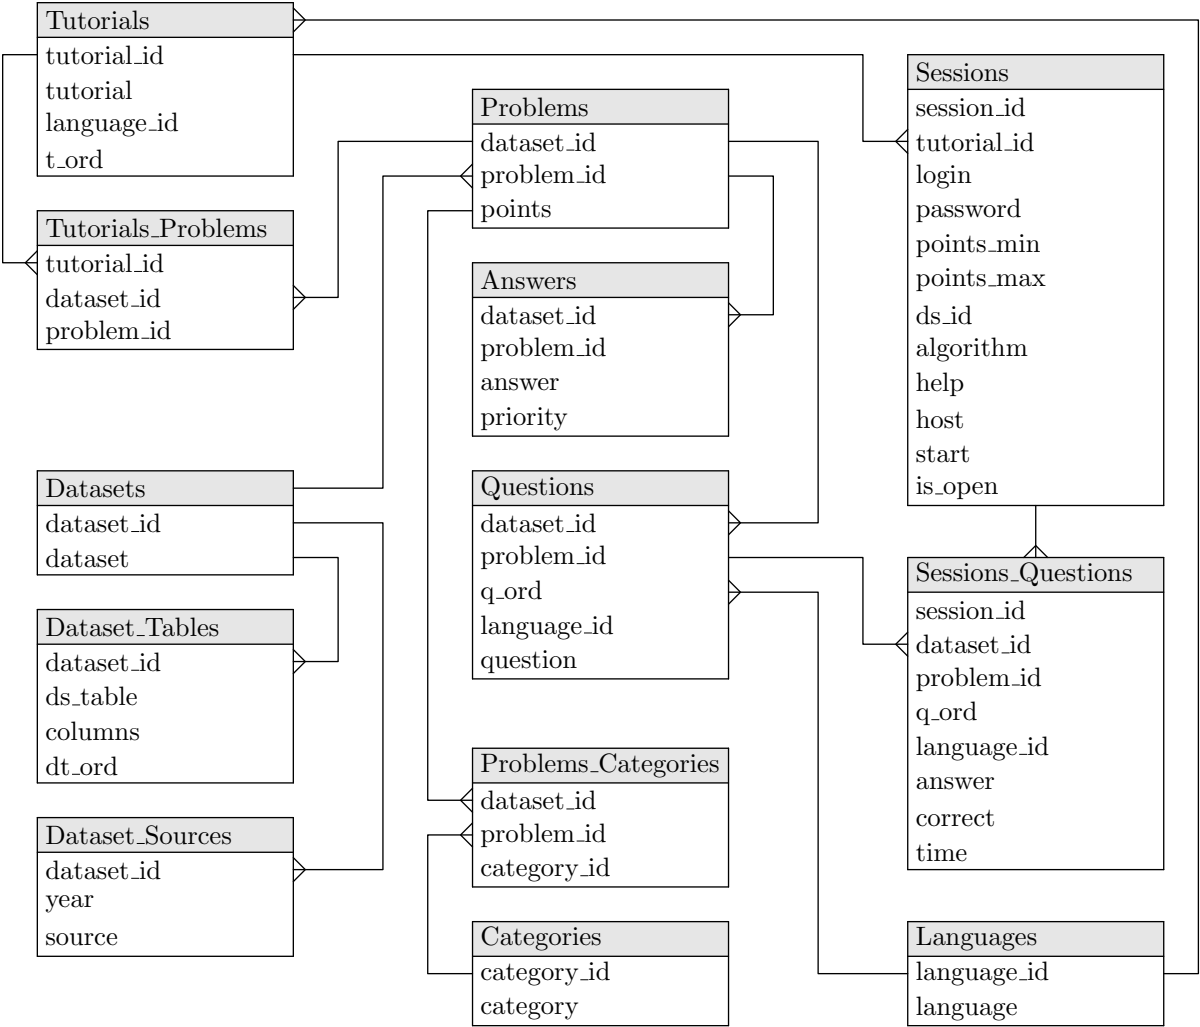 Tutorials
tutorial_id
tutorial
language_id
t_ord
Tutorials_Problems
tutorial_id
dataset_id
problem_id
Datasets
dataset_id
dataset
Dataset_Tables
dataset_id
ds_table
columns
dt_ord
Dataset_Sources
dataset_id
year
source
Problems
dataset_id
problem_id
points
Answers
dataset_id
problem_id
answer
priority
Questions
dataset_id
problem_id
q_ord
language_id
question
Problems_Categories
dataset_id
problem_id
category_id
Categories
category_id
category
Sessions
session_id
tutorial_id
login
password
points_min
points_max
ds_id
algorithm
help
host
start
is_open
Sessions_Questions
session_id
dataset_id
problem_id
q_ord
language_id
answer
correct
time
Languages
language_id
language